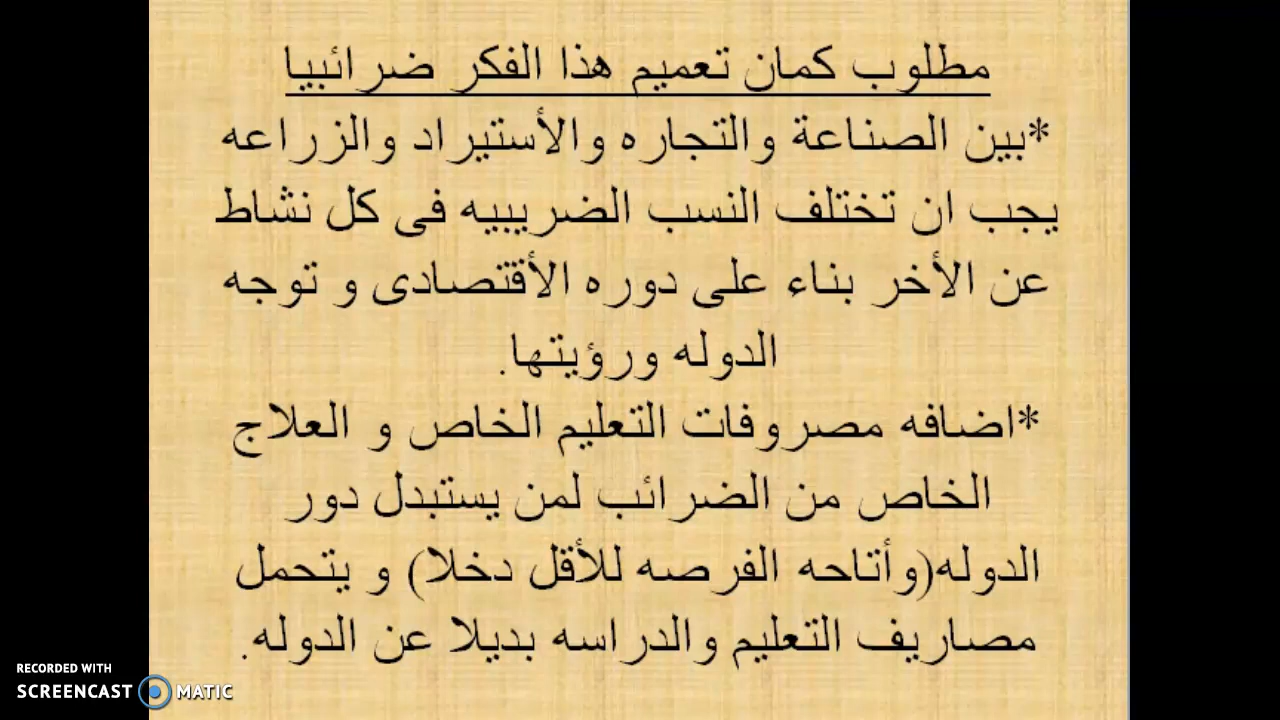 مطلوب كمان تعميم هذا الفكر ضرائبيا
*بين الصناعة والتجاره والأستيراد والزراعه
يجب ان تختلف النسب الضريبيه فى كل نشاط
عن الأخر بناء على دوره الأقتصادى و توجه
الدوله ورؤيتها.
*اضافه مصروفات التعليم الخاص و العلاج
الخاص من الضرائب لمن يستبدل دور
الدوله(وأتاحه الفرصه للأقل دخلا) و يتحمل
مصاريف التعليم والدراسه بديلا عن الدوله.
RECORDED WITH
SCREENCAST MATIC